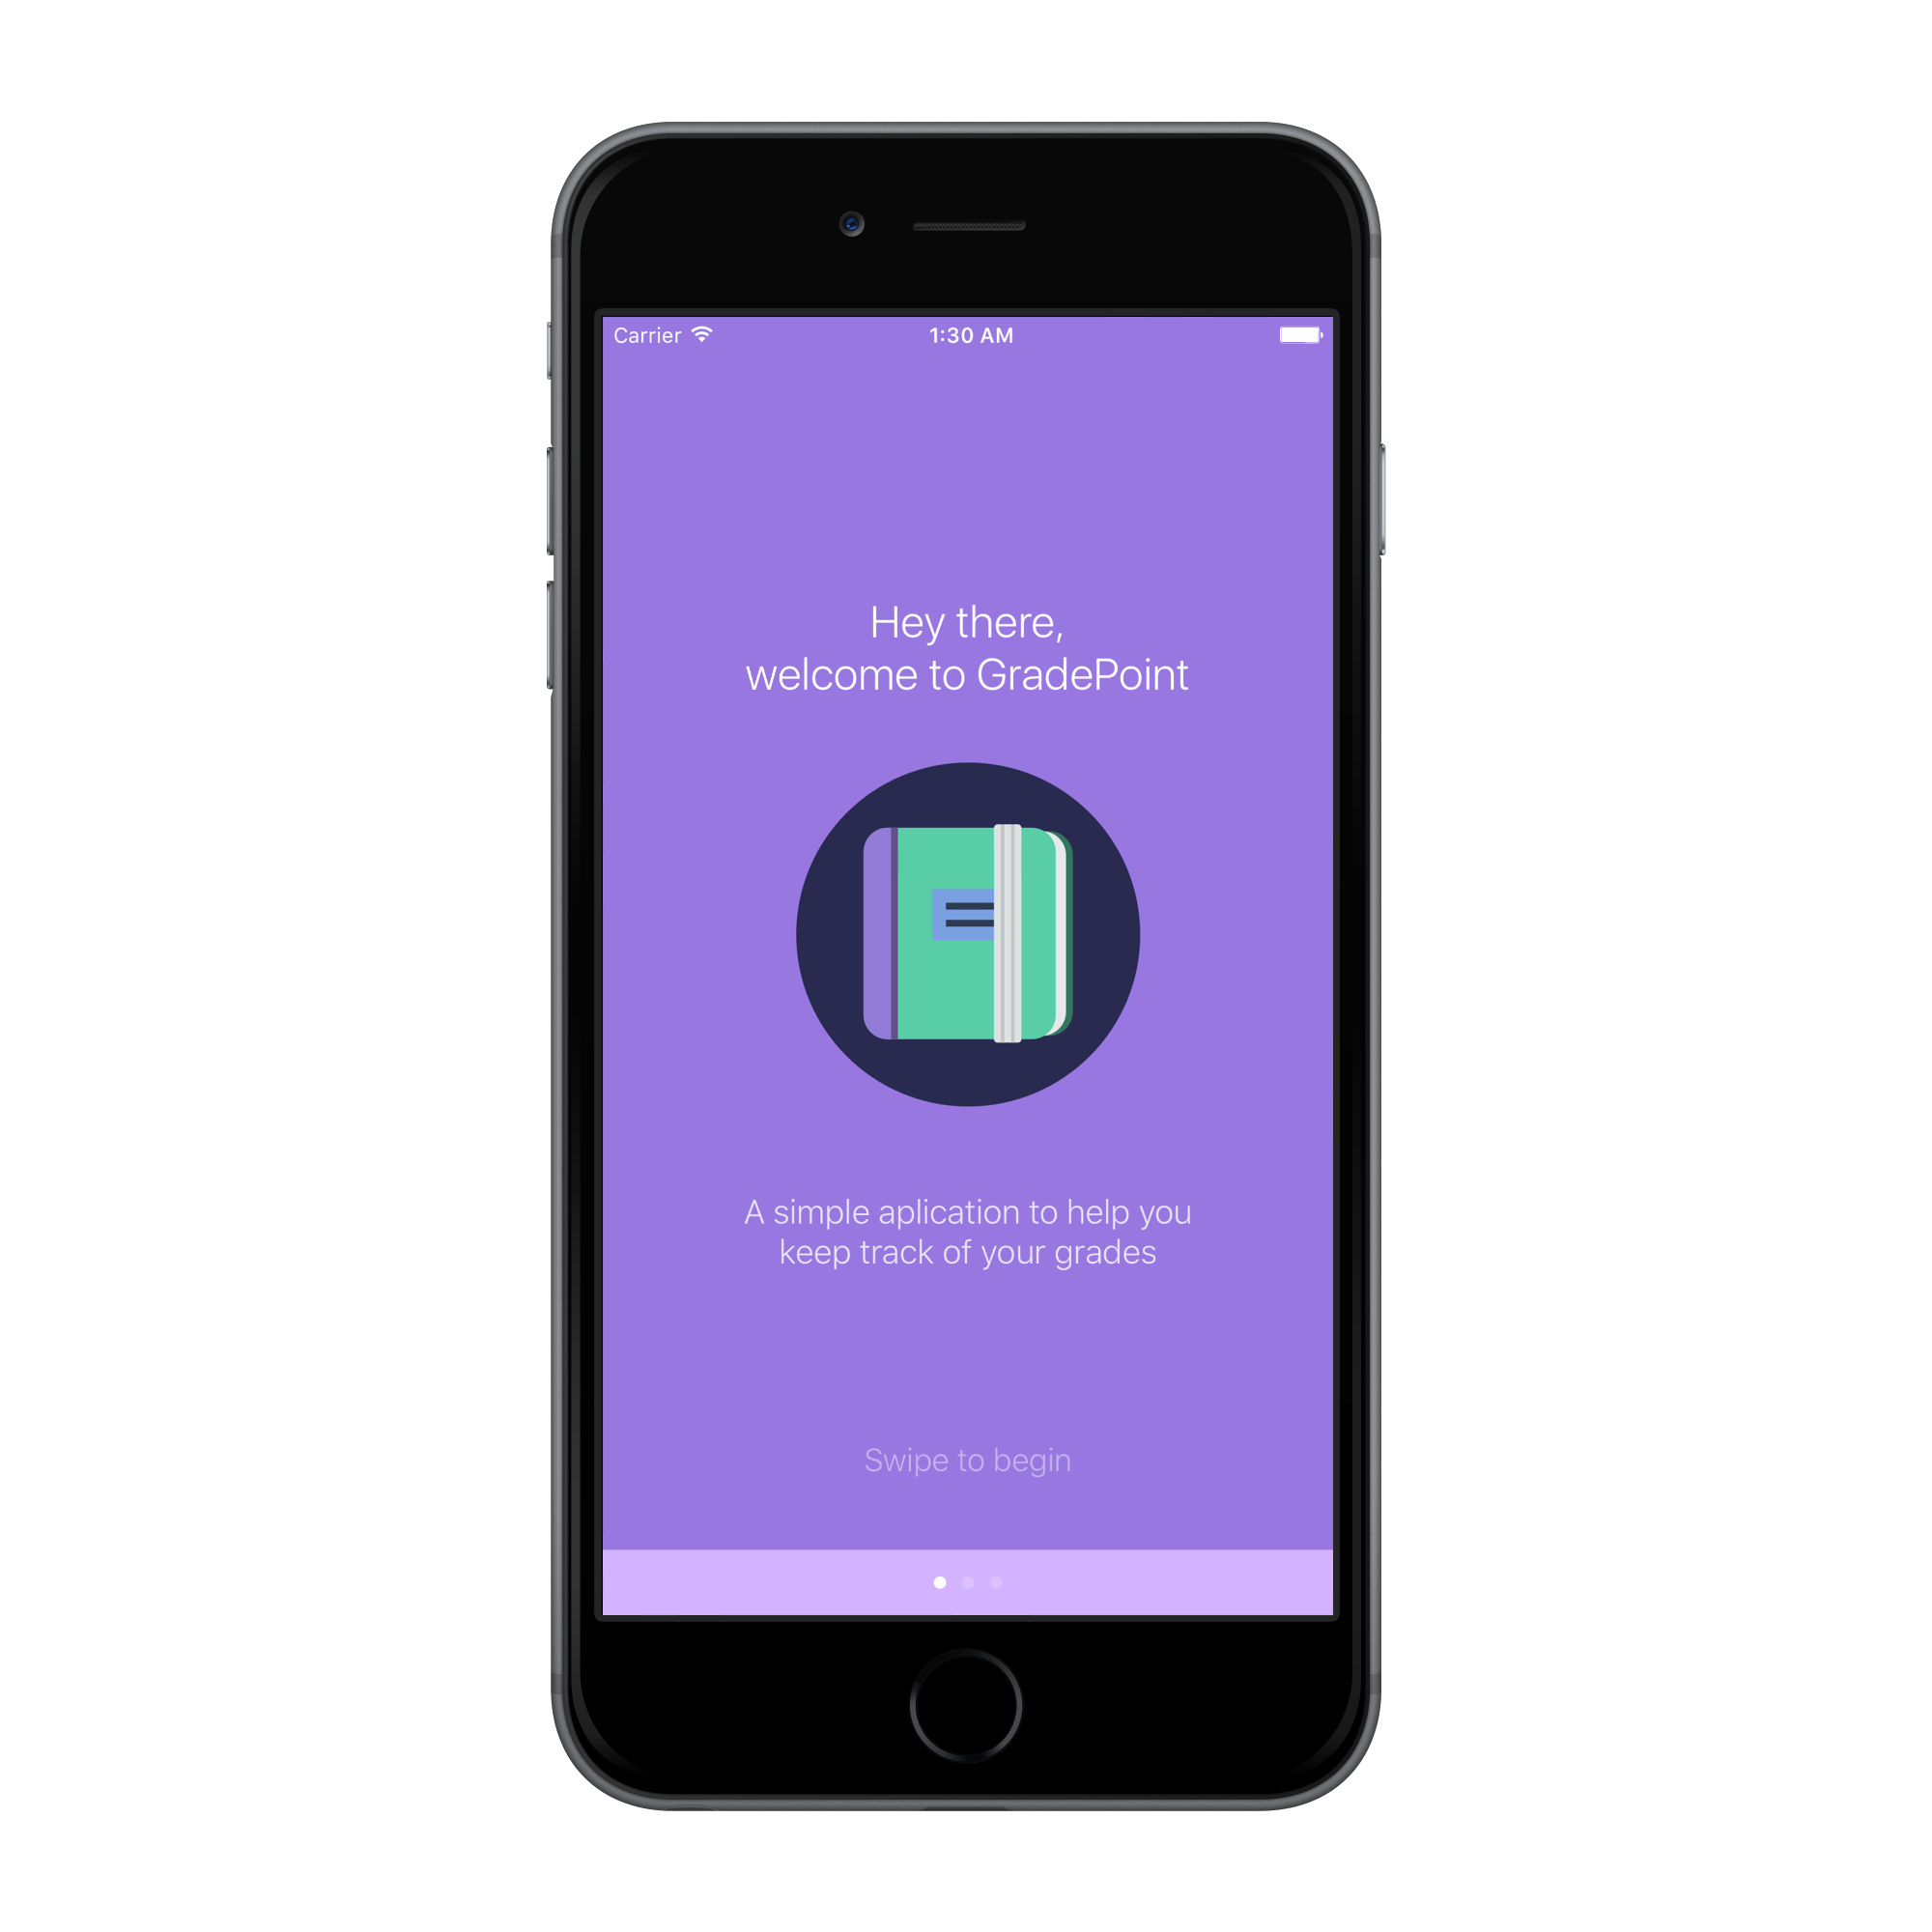 Carrier 1:30 AM
Hey there,
welcome to GradePoint
A simple aplication to help you
keep track of your grades
Swipe to begin